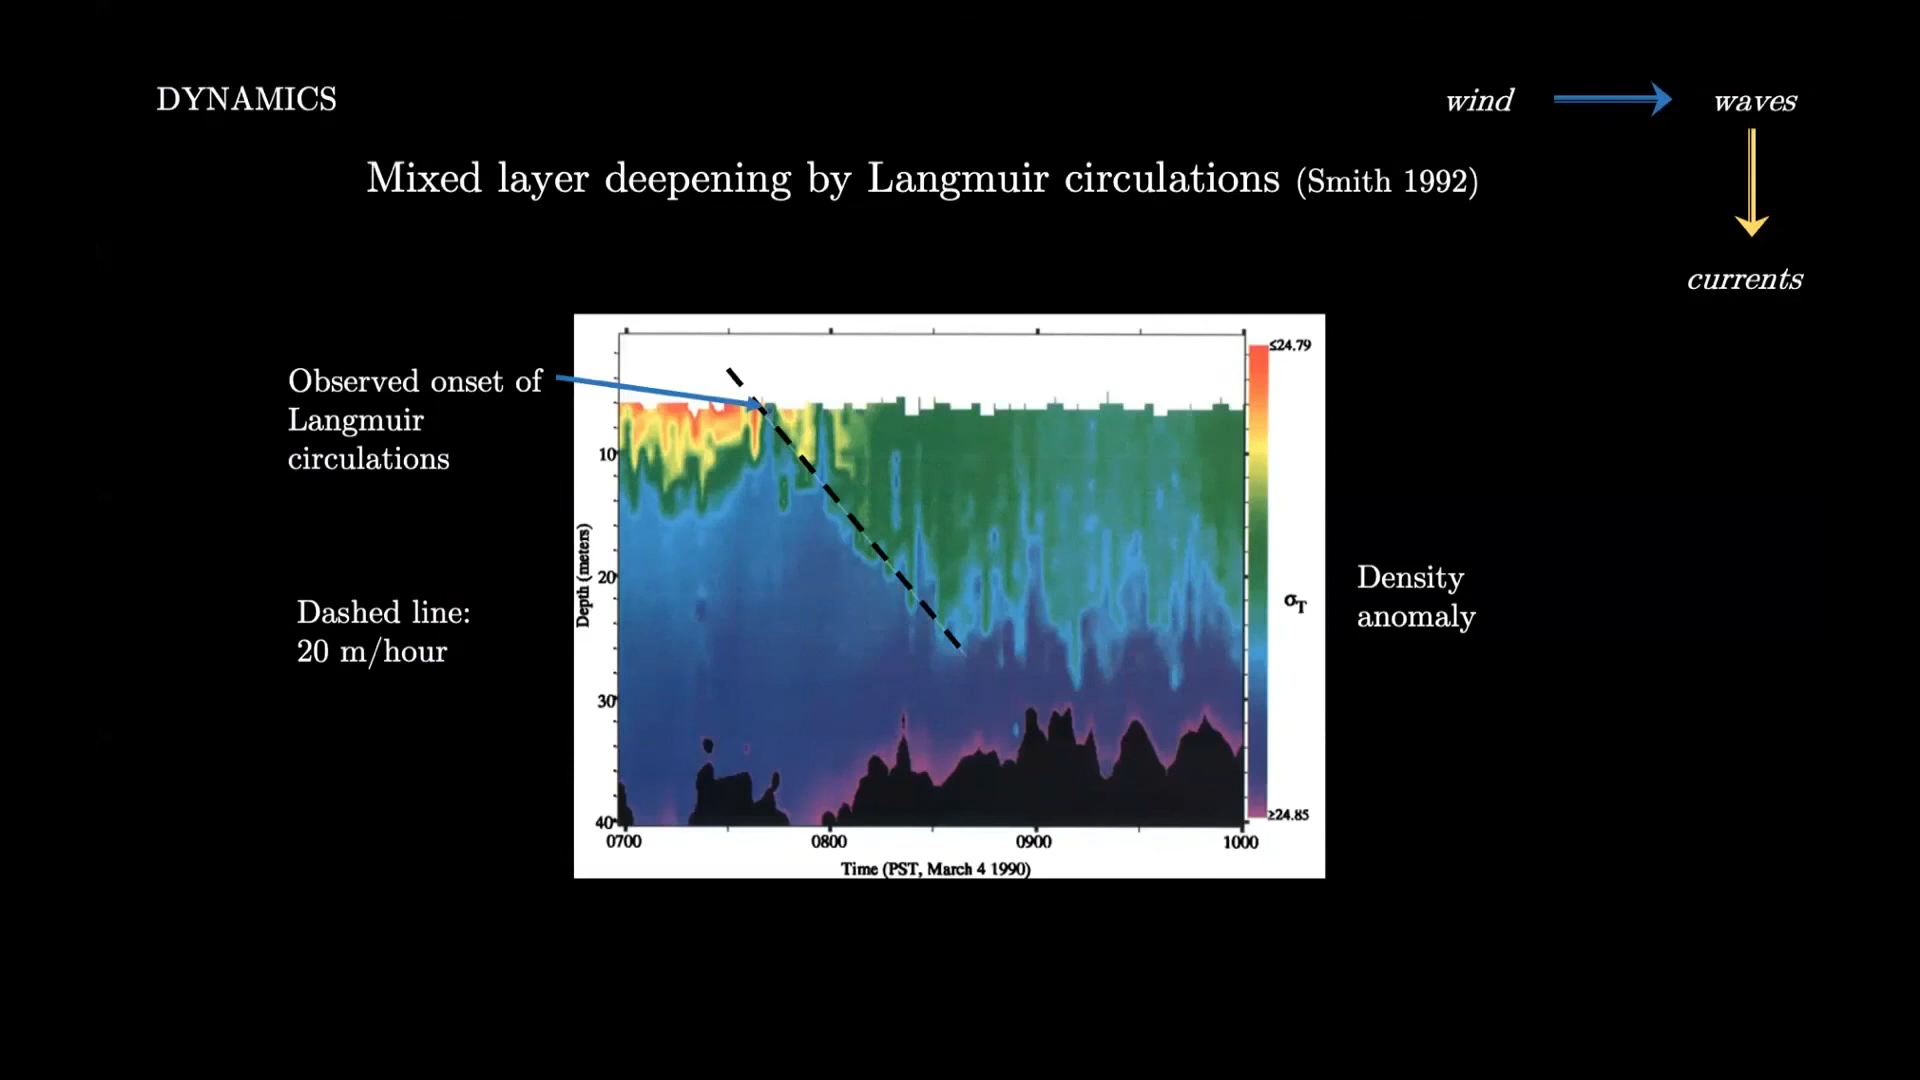 DYNAMICS
wind
waves
Mixed layer deepening by Langmuir circulations (Smith 1992)
currents
Observed onset of
Langmuir
circulations
Dashed line:
20 m/hour
Depth (meters)
10
20
30
40
0700
0800
0900
1000
Time (PST, March 4 1990)
≤24.79
σT
≥24.85
Density
anomaly